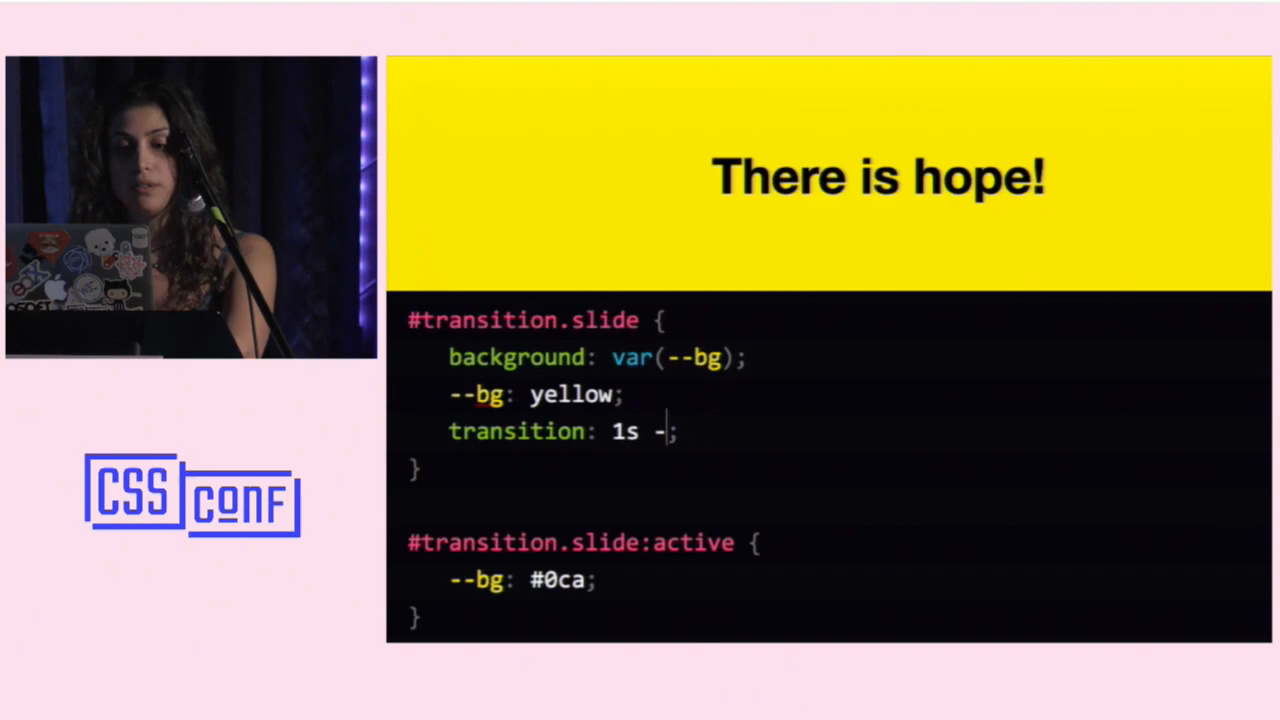 There is hope!
#transition.slide {
background: var(--bg);
--bg: yellow;
transition: 1s -;
}
#transition.slide:active {
--bg: #0ca;
}
CSS
conf